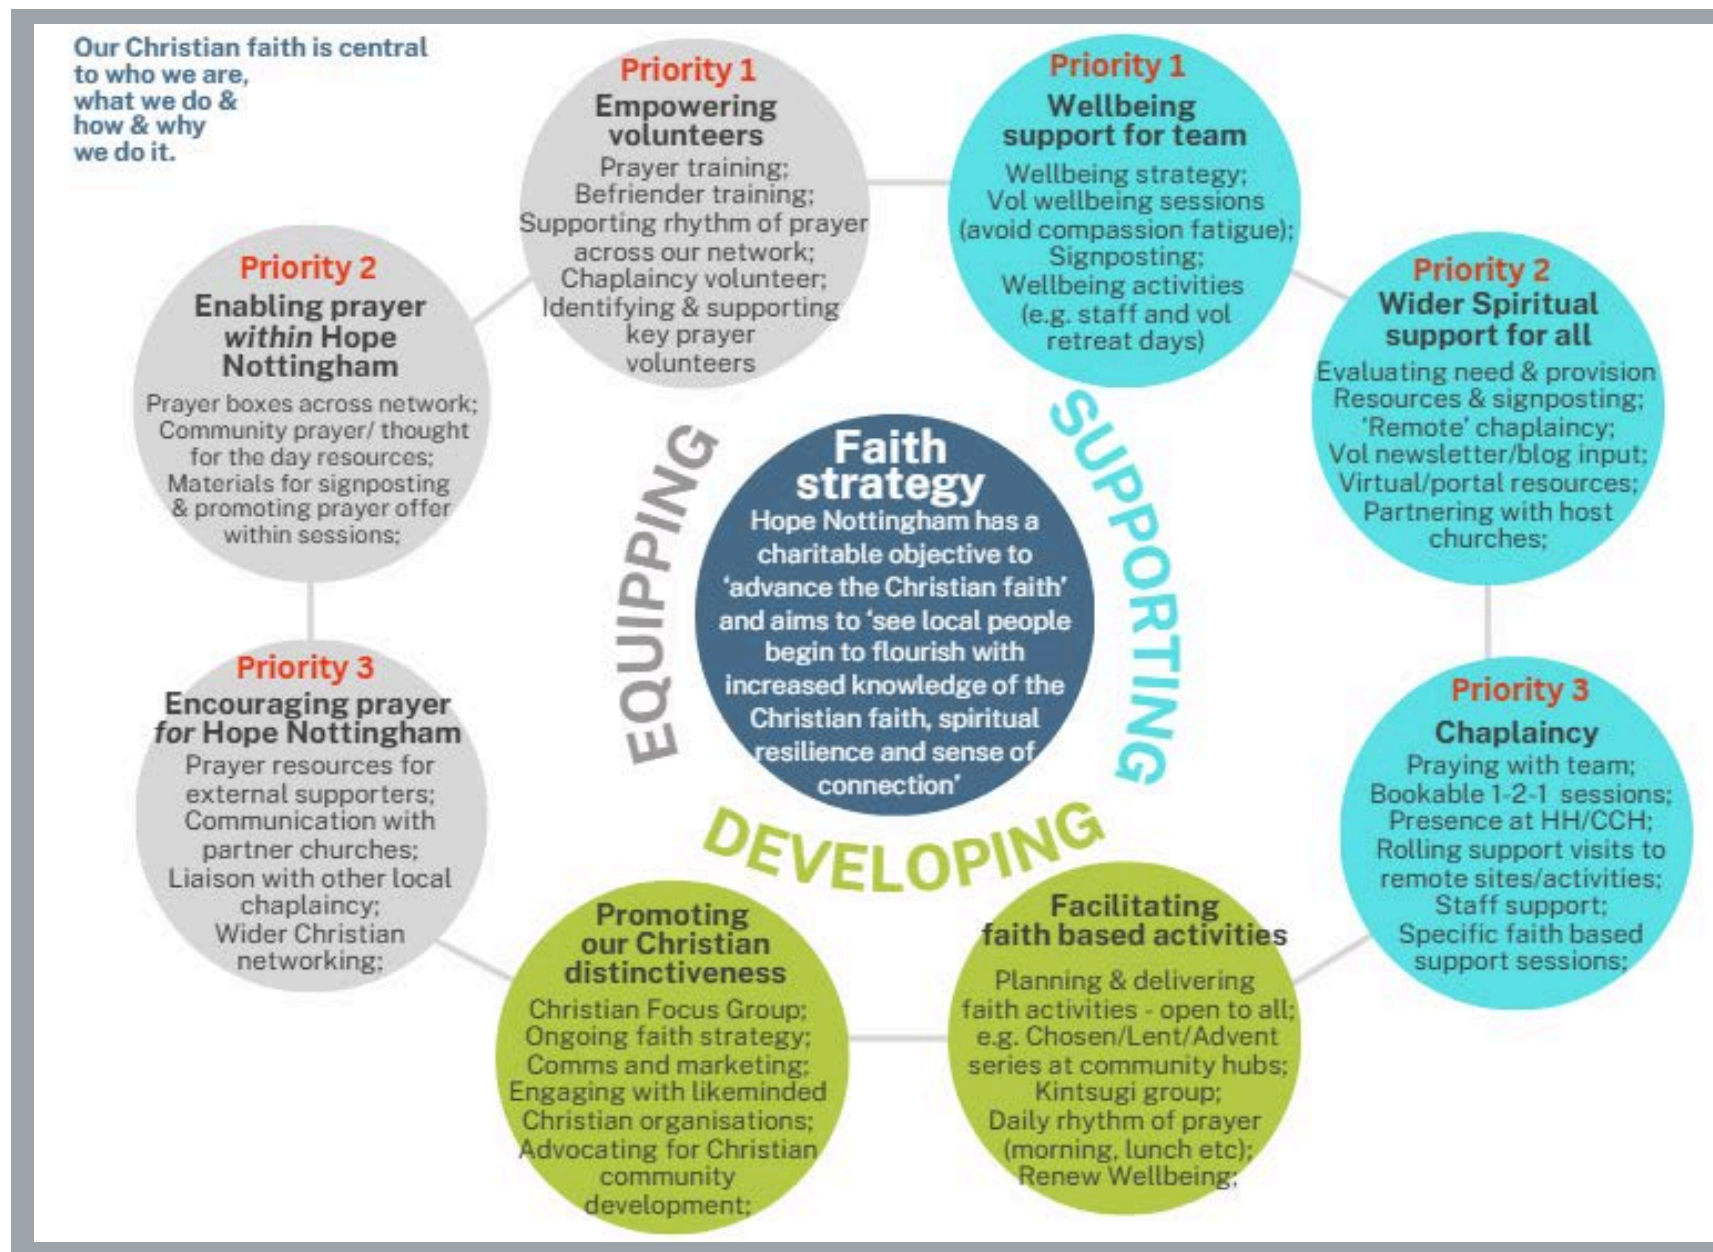 Our Christian faith is central
to who we are,
what we do &
how & why
we do it.
Priority 1
Empowering
volunteers
Prayer training;
Befriender training;
Supporting rhythm of prayer
across our network;
Chaplaincy volunteer;
Identifying & supporting
key prayer
volunteers
Priority 1
Wellbeing
support for team
Wellbeing strategy;
Vol wellbeing sessions
(avoid compassion fatigue);
Signposting;
Wellbeing activities
(e.g. staff and vol
retreat days)
Priority 2
Enabling prayer
within Hope
Nottingham
Prayer boxes across network;
Community prayer/ thought
for the day resources;
Materials for signposting
& promoting prayer offer
within sessions;
Priority 2
Wider Spiritual
support for all
Evaluating need & provision
Resources & signposting;
‘Remote’ chaplaincy;
Vol newsletter/blog input;
Virtual/portal resources;
Partnering with host
churches;
EQUIPPING
Faith
strategy
Hope Nottingham has a
charitable objective to
‘advance the Christian faith’
and aims to ‘see local people
begin to flourish with
increased knowledge of the
Christian faith, spiritual
resilience and sense of
connection’
SUPPORTING
Priority 3
Encouraging prayer
for Hope Nottingham
Prayer resources for
external supporters;
Communication with
partner churches;
Liaison with other local
chaplaincy;
Wider Christian
networking;
Priority 3
Chaplaincy
Praying with team;
Bookable 1-2-1 sessions;
Presence at HH/CCH;
Rolling support visits to
remote sites/activities;
Staff support;
Specific faith based
support sessions;
DEVELOPING
Promoting
our Christian
distinctiveness
Christian Focus Group;
Ongoing faith strategy;
Comms and marketing;
Engaging with likeminded
Christian organisations;
Advocating for Christian
community
development;
Facilitating
faith based activities
Planning & delivering
faith activities - open to all;
e.g. Chosen/Lent/Advent
series at community hubs;
Kintsugi group;
Daily rhythm of prayer
(morning, lunch etc);
Renew Wellbeing;